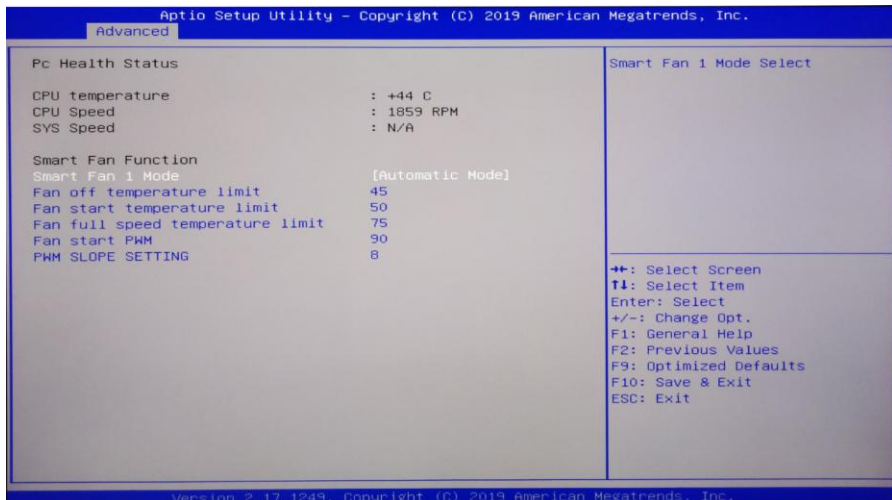 Aptio Setup Utility – Copyright (C) 2019 American Megatrends, Inc.
Advanced
Pc Health Status
CPU temperature : +44 C
CPU Speed : 1859 RPM
SYS Speed : N/A
Smart Fan Function
Smart Fan 1 Mode [Automatic Mode]
Fan off temperature limit 45
Fan start temperature limit 50
Fan full speed temperature limit 75
Fan start PWM 90
PWM SLOPE SETTING 8
Smart Fan 1 Mode Select
→←: Select Screen
↑↓: Select Item
Enter: Select
+/-: Change Opt.
F1: General Help
F2: Previous Values
F9: Optimized Defaults
F10: Save & Exit
ESC: Exit
Version 2.17.1249. Copyright (C) 2019 American Megatrends, Inc.